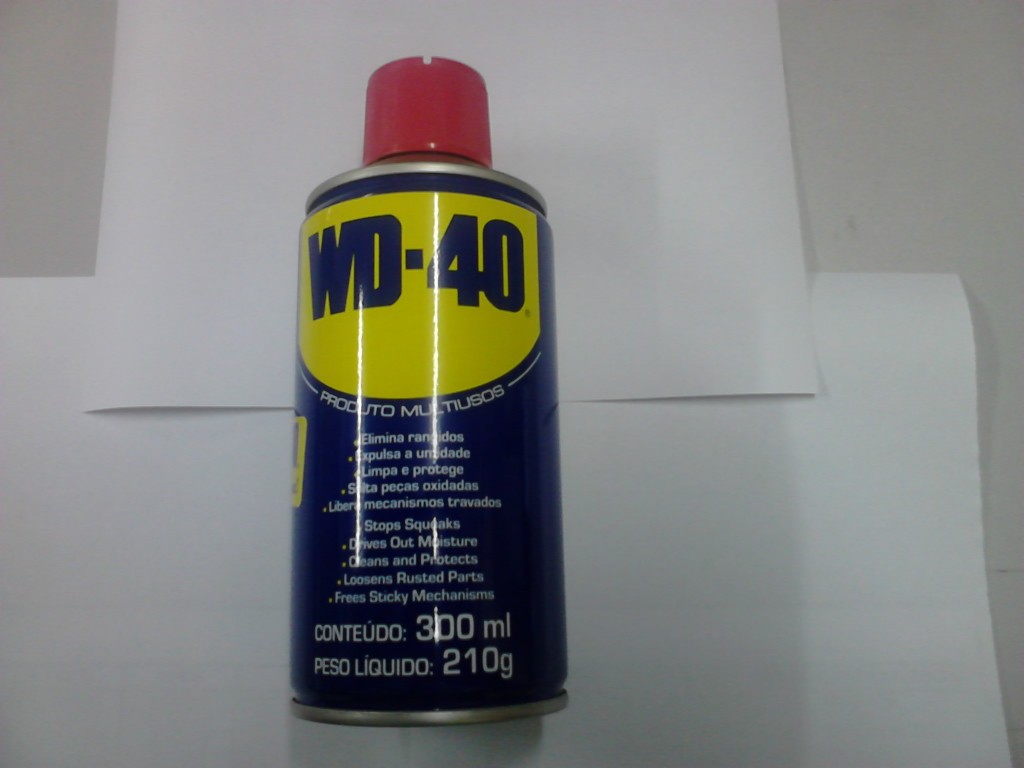 WD-40
PRODUTO MULTIUSOS
Elimina rangidos
Expulsa a umidade
Limpa e protege
Solta peças oxidadas
Libera mecanismos travados
Stops Squeaks
Drives Out Moisture
Cleans and Protects
Loosens Rusted Parts
Frees Sticky Mechanisms
CONTEÚDO: 300 ml
PESO LÍQUIDO: 210g